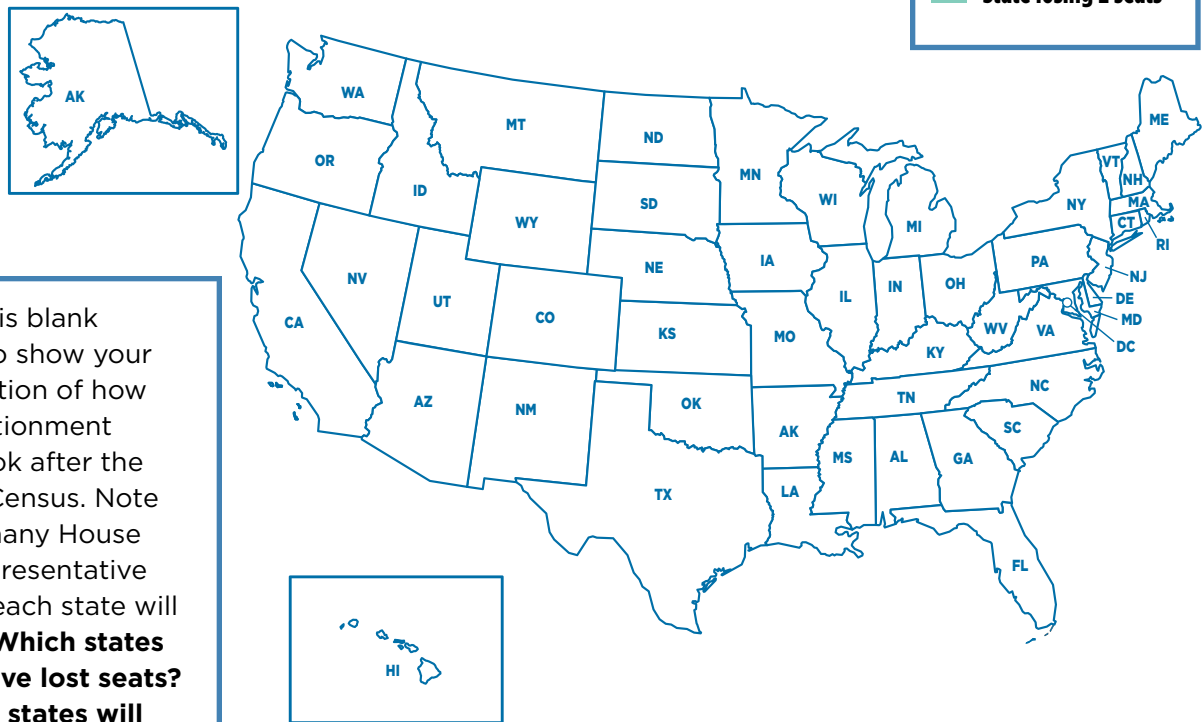 State losing 2 seats
AK
WA
MT
ND
MN
ME
OR
ID
WY
SD
WI
MI
VT
NH
NY
MA
CT
RI
CA
NV
UT
CO
NE
KS
IA
MO
IL
IN
OH
PA
NJ
DE
MD
DC
WV
VA
KY
AZ
NM
OK
TX
AK
LA
MS
AL
TN
GA
SC
NC
FL
HI
is blank
o show your
tion of how
tionment
ok after the
Census. Note
nany House
presentative
each state will
Which states
ve lost seats?
states will